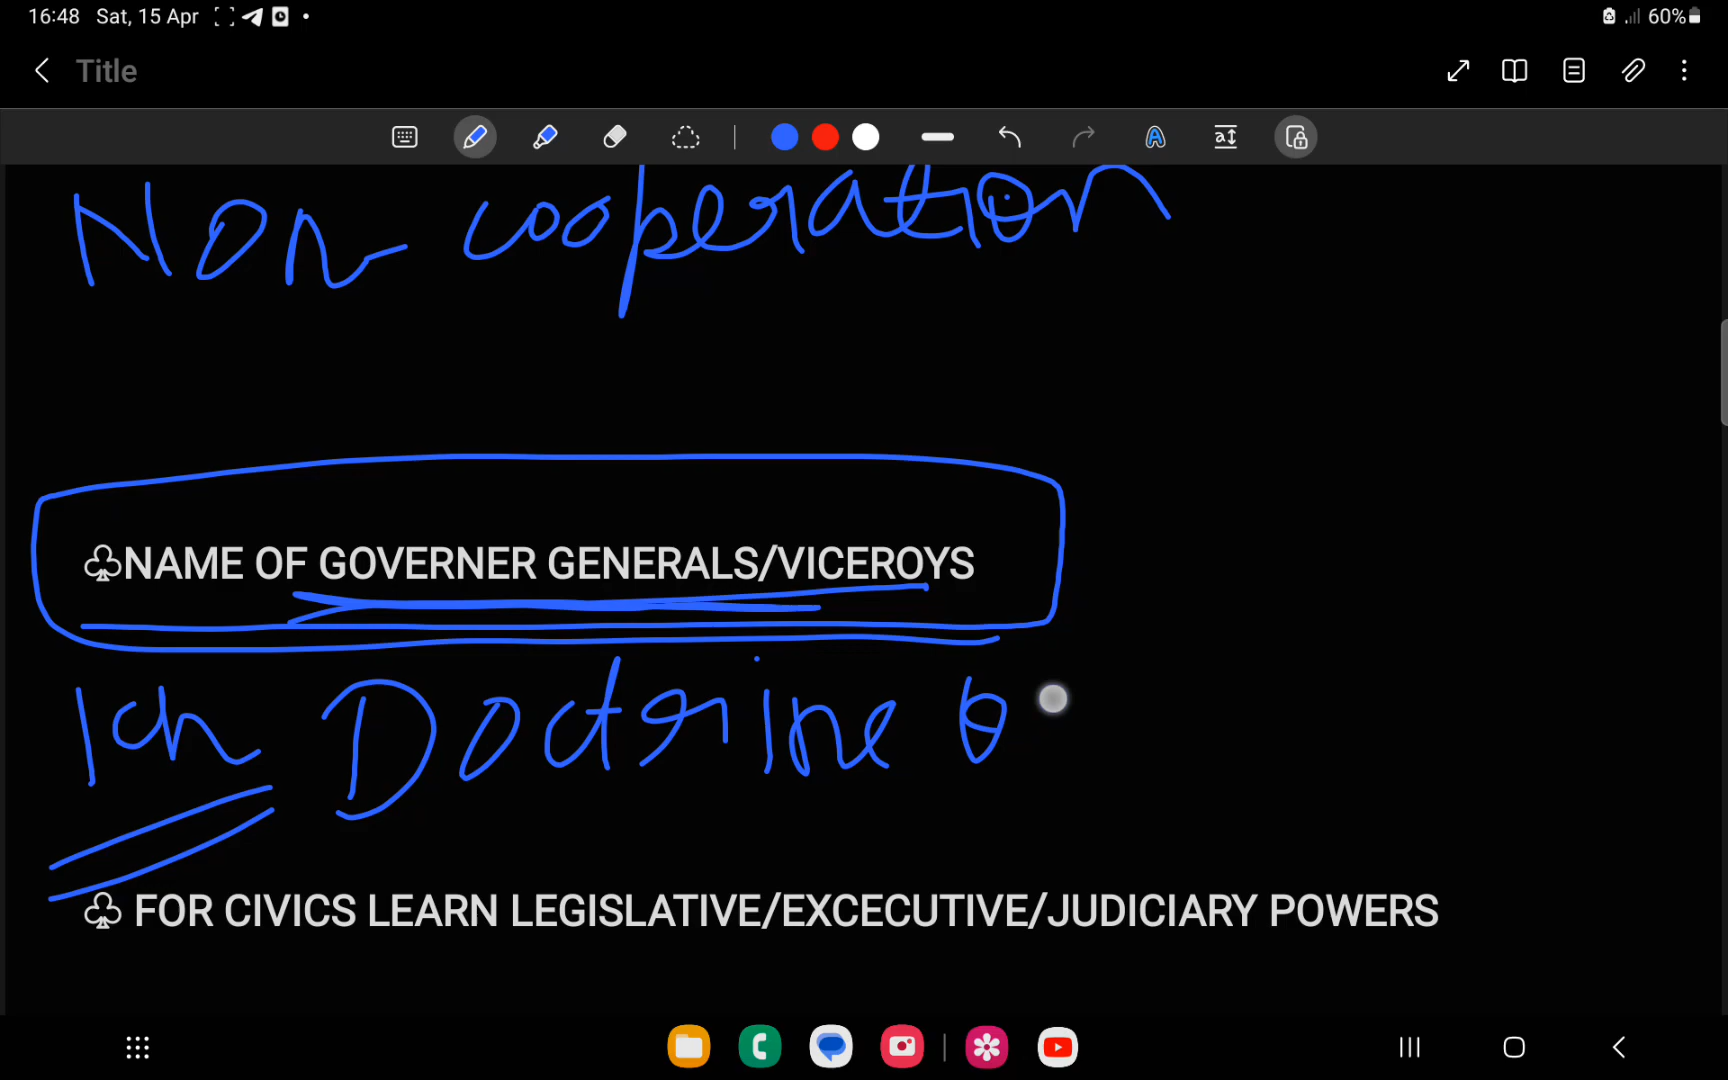 16:48 Sat, 15 Apr 60%
Title
Non cooperation
♧NAME OF GOVERNER GENERALS/VICEROYS
Ich Doctrine o
♧ FOR CIVICS LEARN LEGISLATIVE/EXCECUTIVE/JUDICIARY POWERS